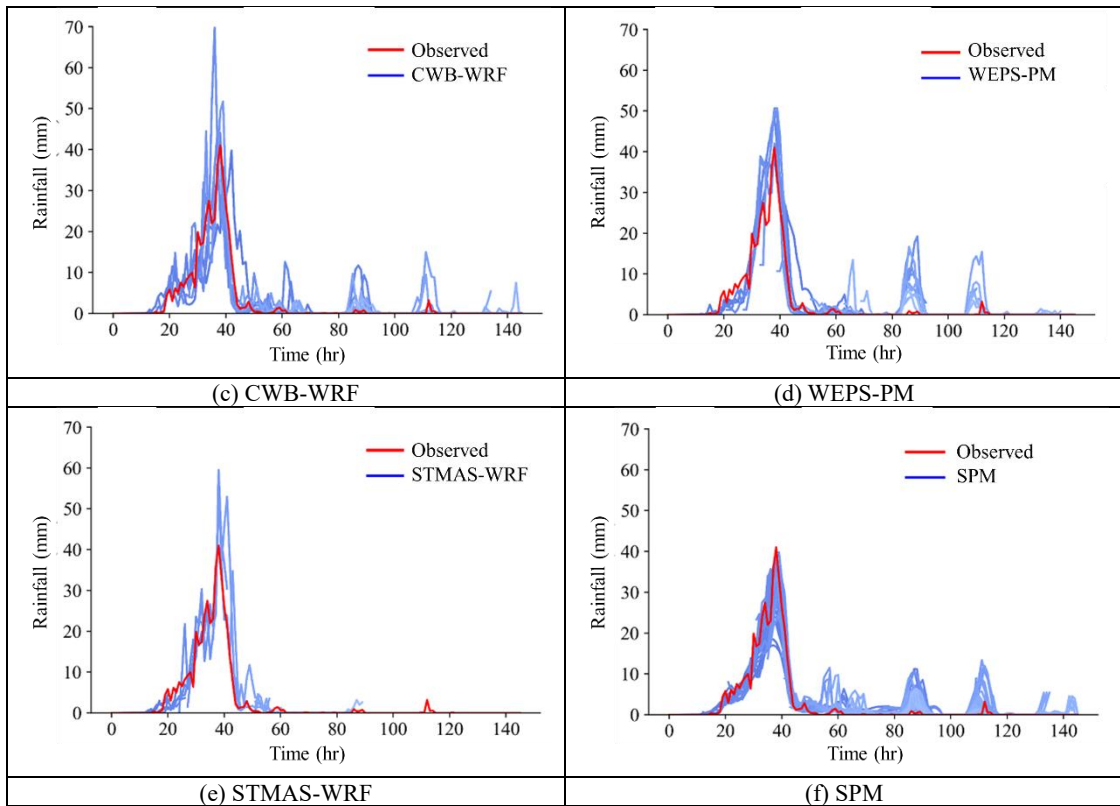 70
60
50
40
30
20
10
0
Rainfall (mm)
Observed
CWB-WRF
0 20 40 60 80 100 120 140
Time (hr)
70
60
50
40
30
20
10
0
Rainfall (mm)
Observed
WEPS-PM
0 20 40 60 80 100 120 140
Time (hr)
(c) CWB-WRF
(d) WEPS-PM
70
60
50
40
30
20
10
0
Rainfall (mm)
Observed
STMAS-WRF
0 20 40 60 80 100 120 140
Time (hr)
70
60
50
40
30
20
10
0
Rainfall (mm)
Observed
SPM
0 20 40 60 80 100 120 140
Time (hr)
(e) STMAS-WRF
(f) SPM